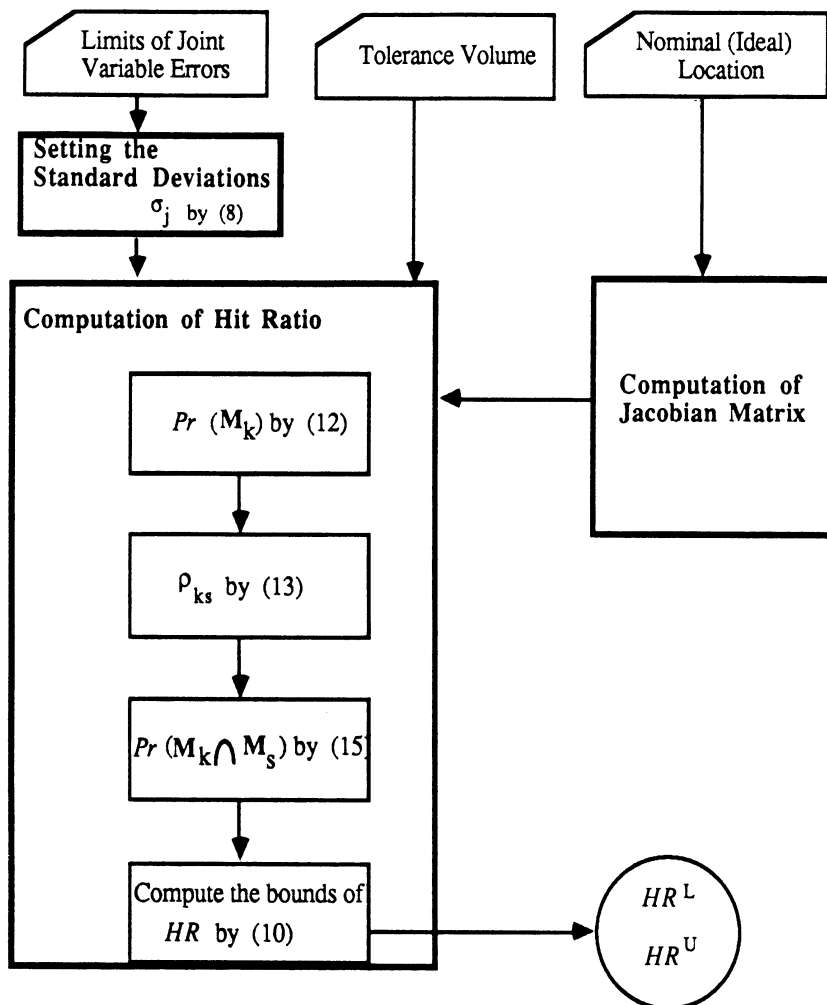 Limits of Joint
Variable Errors
Tolerance Volume
Nominal (Ideal)
Location
Setting the
Standard Deviations
σj by (8)
Computation of Hit Ratio
Pr (Mk) by (12)
ρks by (13)
Pr (Mk ∩ Ms) by (15)
Compute the bounds of
HR by (10)
Computation of
Jacobian Matrix
HR L
HR U